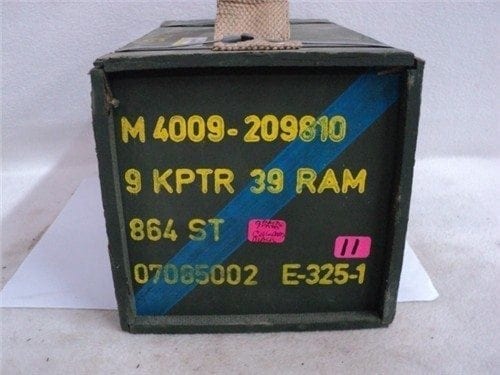 M 4009-209810
9 KPTR 39 RAM
864 ST
11
07085002 E-325-1